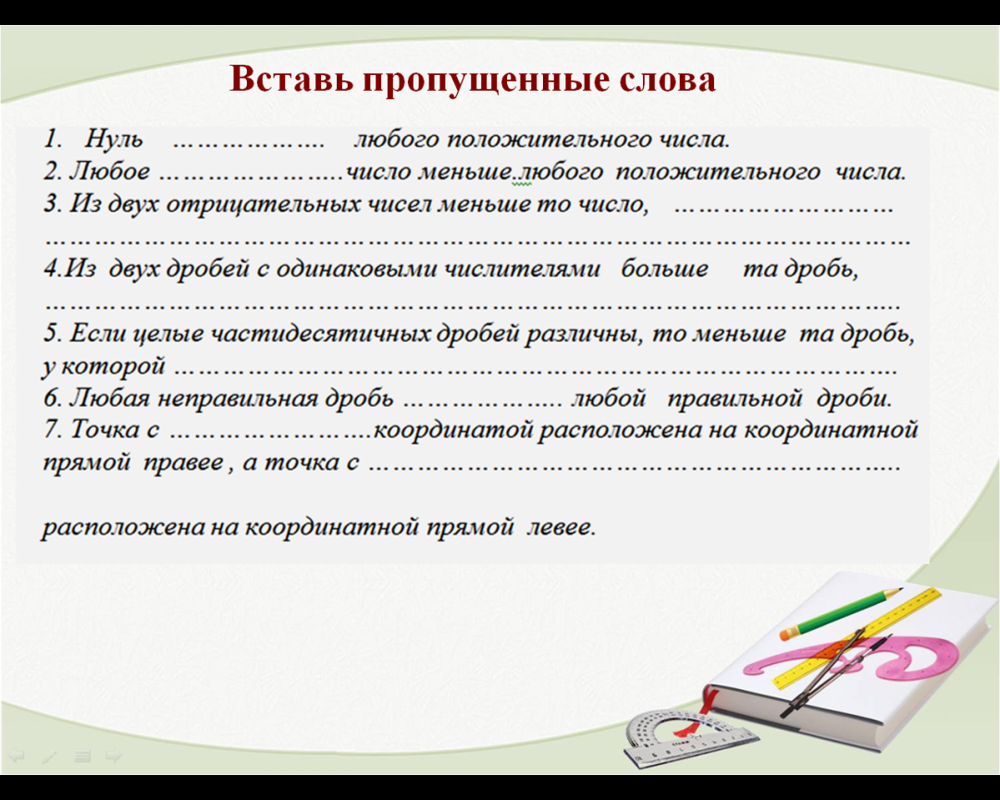 Вставь пропущенные слова
1. Нуль ………………. любого положительного числа.
2. Любое …………………..число меньше.любого положительного числа.
3. Из двух отрицательных чисел меньше то число, ………………………
……………………………………………………………………………………………
4.Из двух дробей с одинаковыми числителями больше та дробь,
…………………………………………………………………………………………..
5. Если целые частидесятичных дробей различны, то меньше та дробь,
у которой …………………………………………………………………………….
6. Любая неправильная дробь ……………….. любой правильной дроби.
7. Точка с …………………….координатой расположена на координатной
прямой правее , а точка с ………………………………………………………..
расположена на координатной прямой левее.